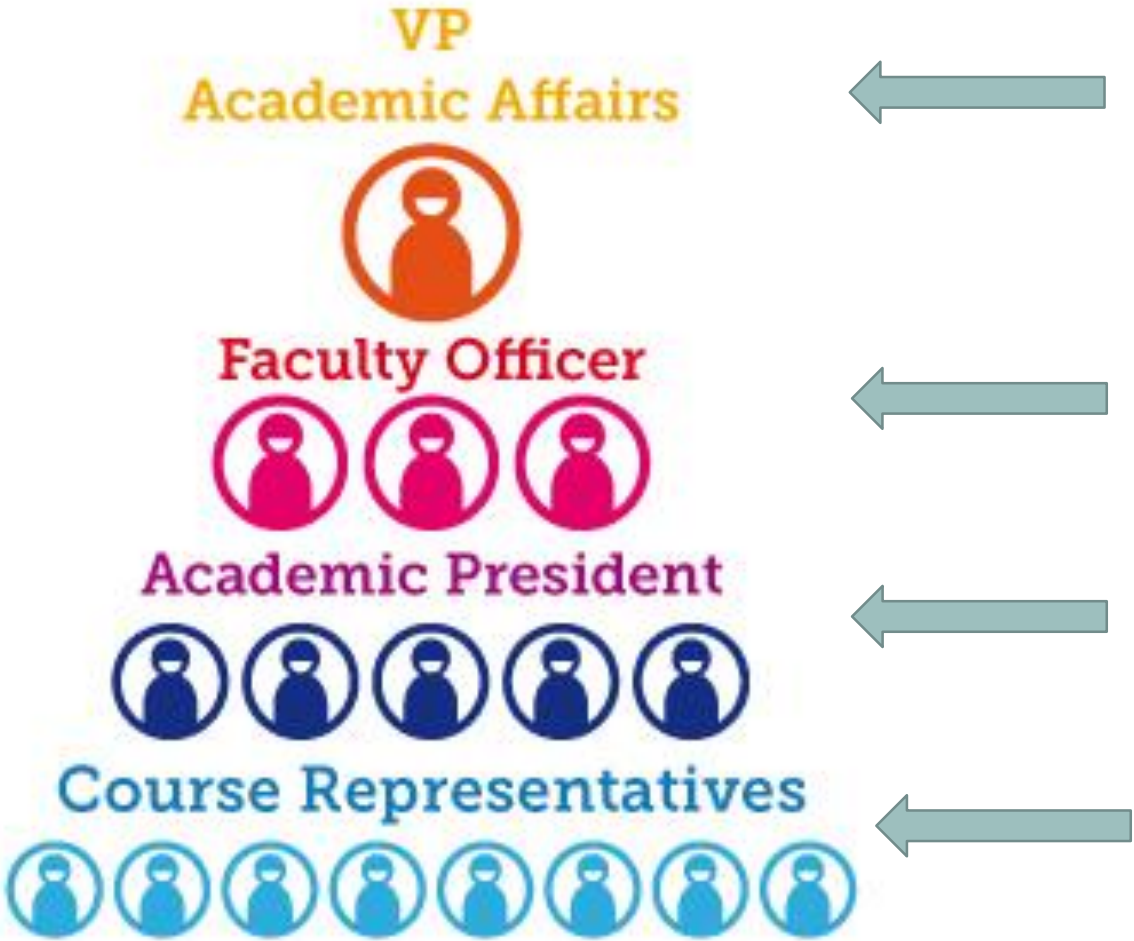 VP
Academic Affairs
Faculty Officer
Academic President
Course Representatives